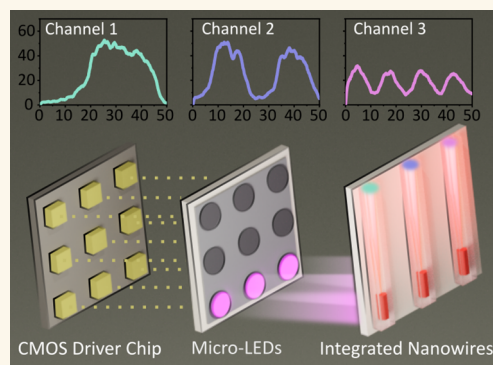 Channel 1
Channel 2
Channel 3
60
40
20
0
0 10 20 30 40 50
0 10 20 30 40 50
0 10 20 30 40 50
CMOS Driver Chip
Micro-LEDs
Integrated Nanowires